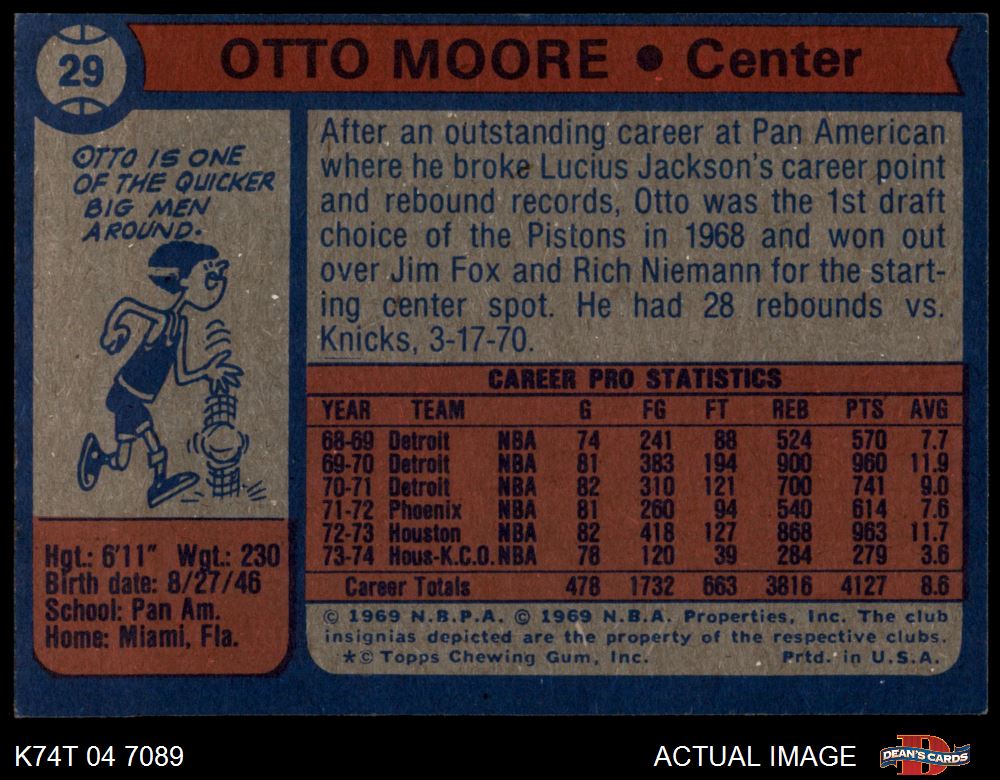 29
OTTO MOORE • Center
OTTO IS ONE
OF THE QUICKER
BIG MEN
AROUND.
After an outstanding career at Pan American
where he broke Lucius Jackson's career point
and rebound records, Otto was the 1st draft
choice of the Pistons in 1968 and won out
over Jim Fox and Rich Niemann for the start-
ing center spot. He had 28 rebounds vs.
Knicks, 3-17-70.
CAREER PRO STATISTICS
YEAR TEAM G FG FT REB PTS AVG
68-69 Detroit NBA 74 241 88 524 570 7.7
69-70 Detroit NBA 81 383 194 900 960 11.9
70-71 Detroit NBA 82 310 121 700 741 9.0
71-72 Phoenix NBA 81 260 94 540 614 7.6
72-73 Houston NBA 82 418 127 868 963 11.7
73-74 Hous-K.C.O. NBA 78 120 39 284 279 3.6
Career Totals 478 1732 663 3816 4127 8.6
Hgt.: 6'11" Wgt.: 230
Birth date: 8/27/46
School: Pan Am.
Home: Miami, Fla.
© 1969 N.B.P.A. © 1969 N.B.A. Properties, Inc. The club
insignias depicted are the property of the respective clubs.
*© Topps Chewing Gum, Inc. Prtd. in U.S.A.
K74T 04 7089
ACTUAL IMAGE
D
DEAN'S CARDS